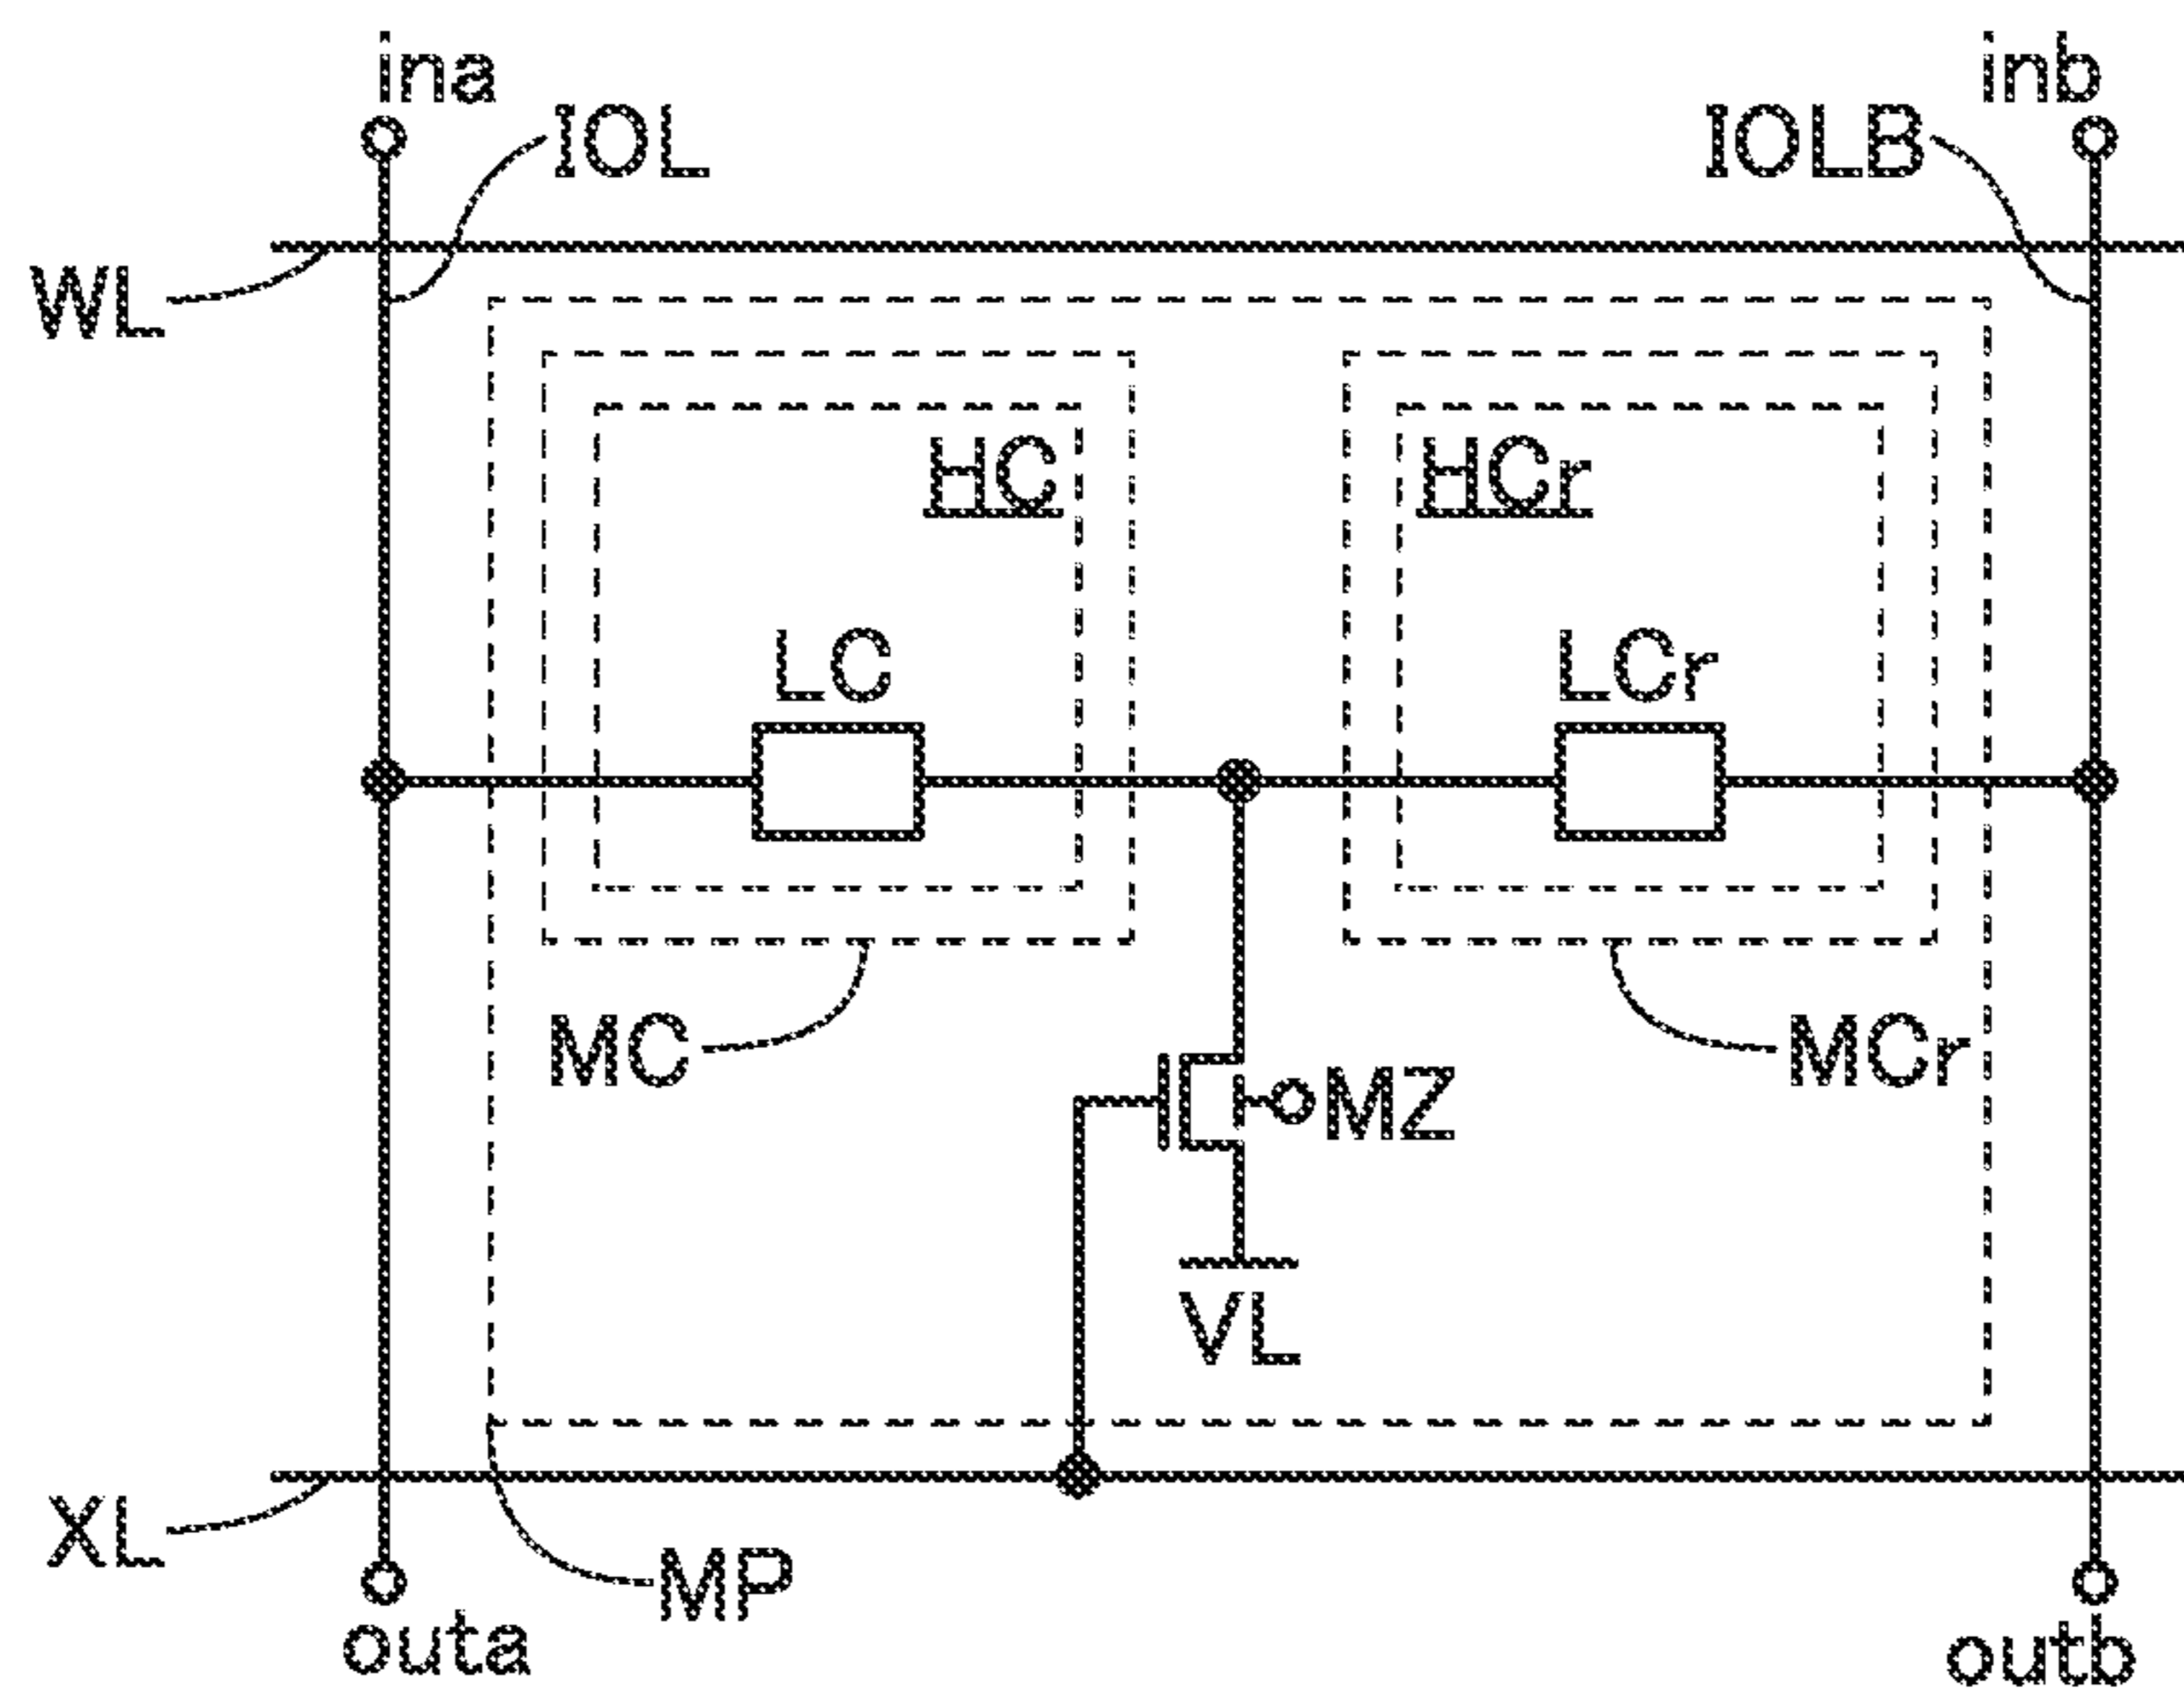 ina
inb
IOL
IOLB
WL
HC
HCr
LC
LCr
MC
MCr
MZ
VL
XL
MP
outa
outb